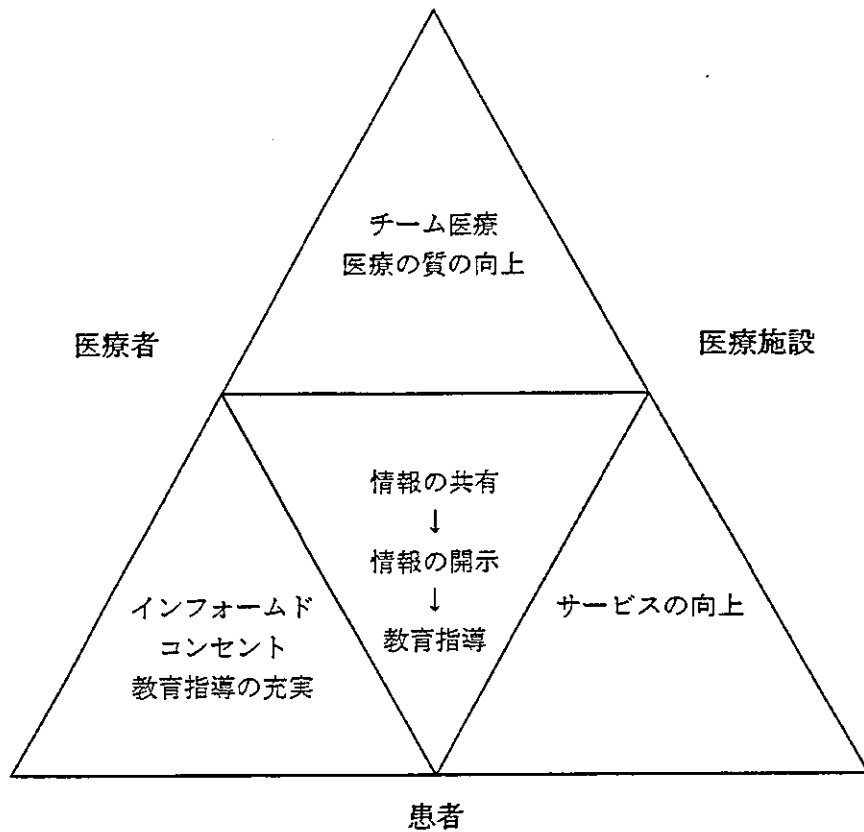 チーム医療
医療の質の向上
医療者
医療施設
情報の共有
↓
情報の開示
↓
教育指導
インフォームド
コンセント
教育指導の充実
サービスの向上
患者